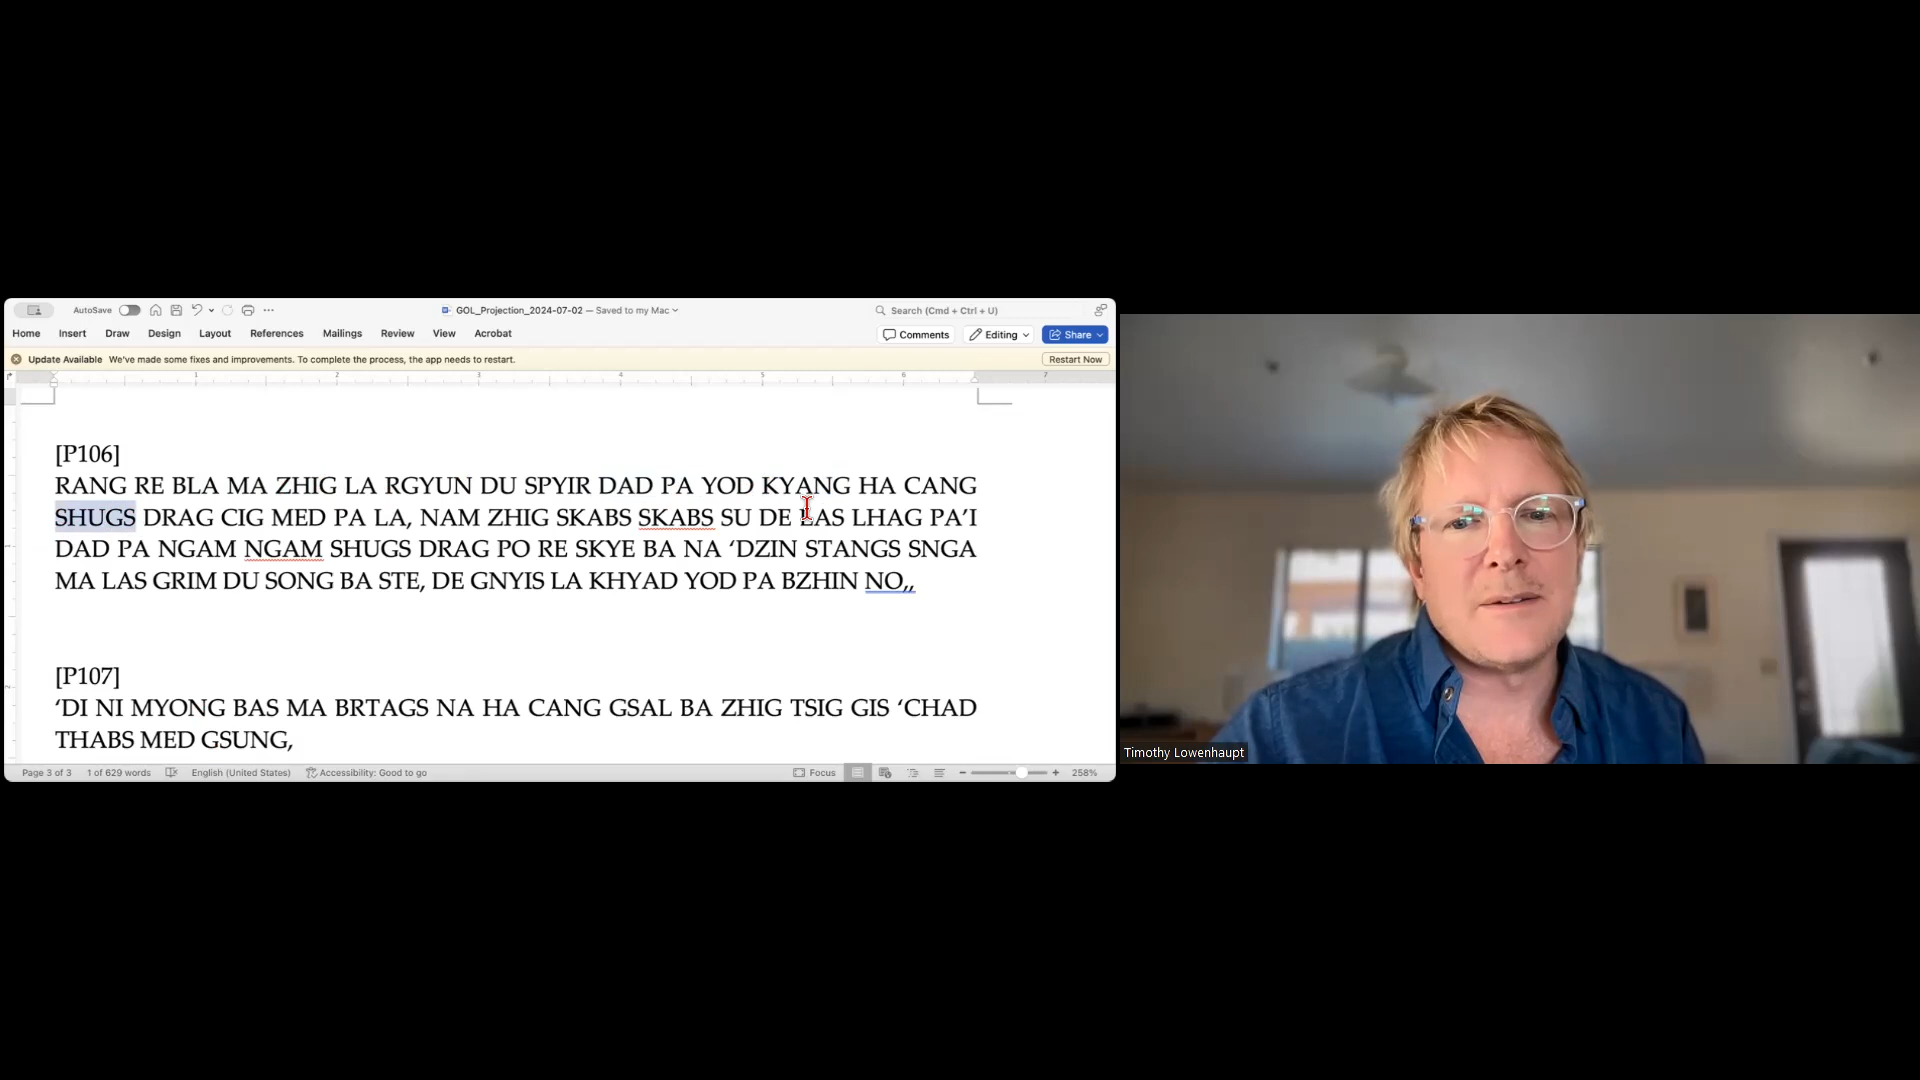 AutoSave
GOL_Projection_2024-07-02 — Saved to my Mac
Search (Cmd + Ctrl + U)
Home Insert Draw Design Layout References Mailings Review View Acrobat
Comments Editing Share
Update Available We've made some fixes and improvements. To complete the process, the app needs to restart.
Restart Now
1 2 3 4 5 6 7
[P106]
RANG RE BLA MA ZHIG LA RGYUN DU SPYIR DAD PA YOD KYANG HA CANG
SHUGS DRAG CIG MED PA LA, NAM ZHIG SKABS SKABS SU DE LAS LHAG PA’I
DAD PA NGAM NGAM SHUGS DRAG PO RE SKYE BA NA ‘DZIN STANGS SNGA
MA LAS GRIM DU SONG BA STE, DE GNYIS LA KHYAD YOD PA BZHIN NO,,
[P107]
‘DI NI MYONG BAS MA BRTAGS NA HA CANG GSAL BA ZHIG TSIG GIS ‘CHAD
THABS MED GSUNG,
Page 3 of 3 1 of 629 words English (United States) Accessibility: Good to go Focus 258%
Timothy Lowenhaupt